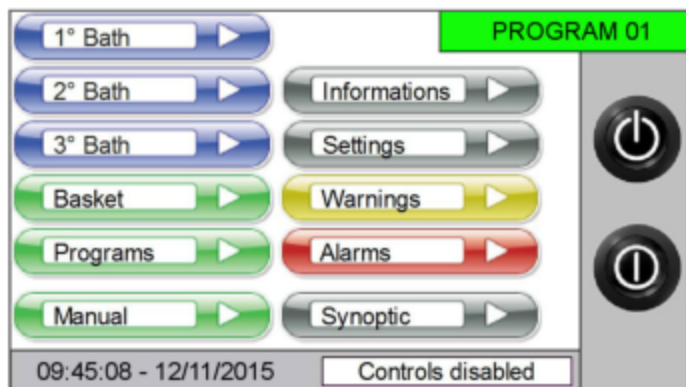 1° Bath
PROGRAM 01
2° Bath
Informations
3° Bath
Settings
Basket
Warnings
Programs
Alarms
Manual
Synoptic
09:45:08 - 12/11/2015
Controls disabled